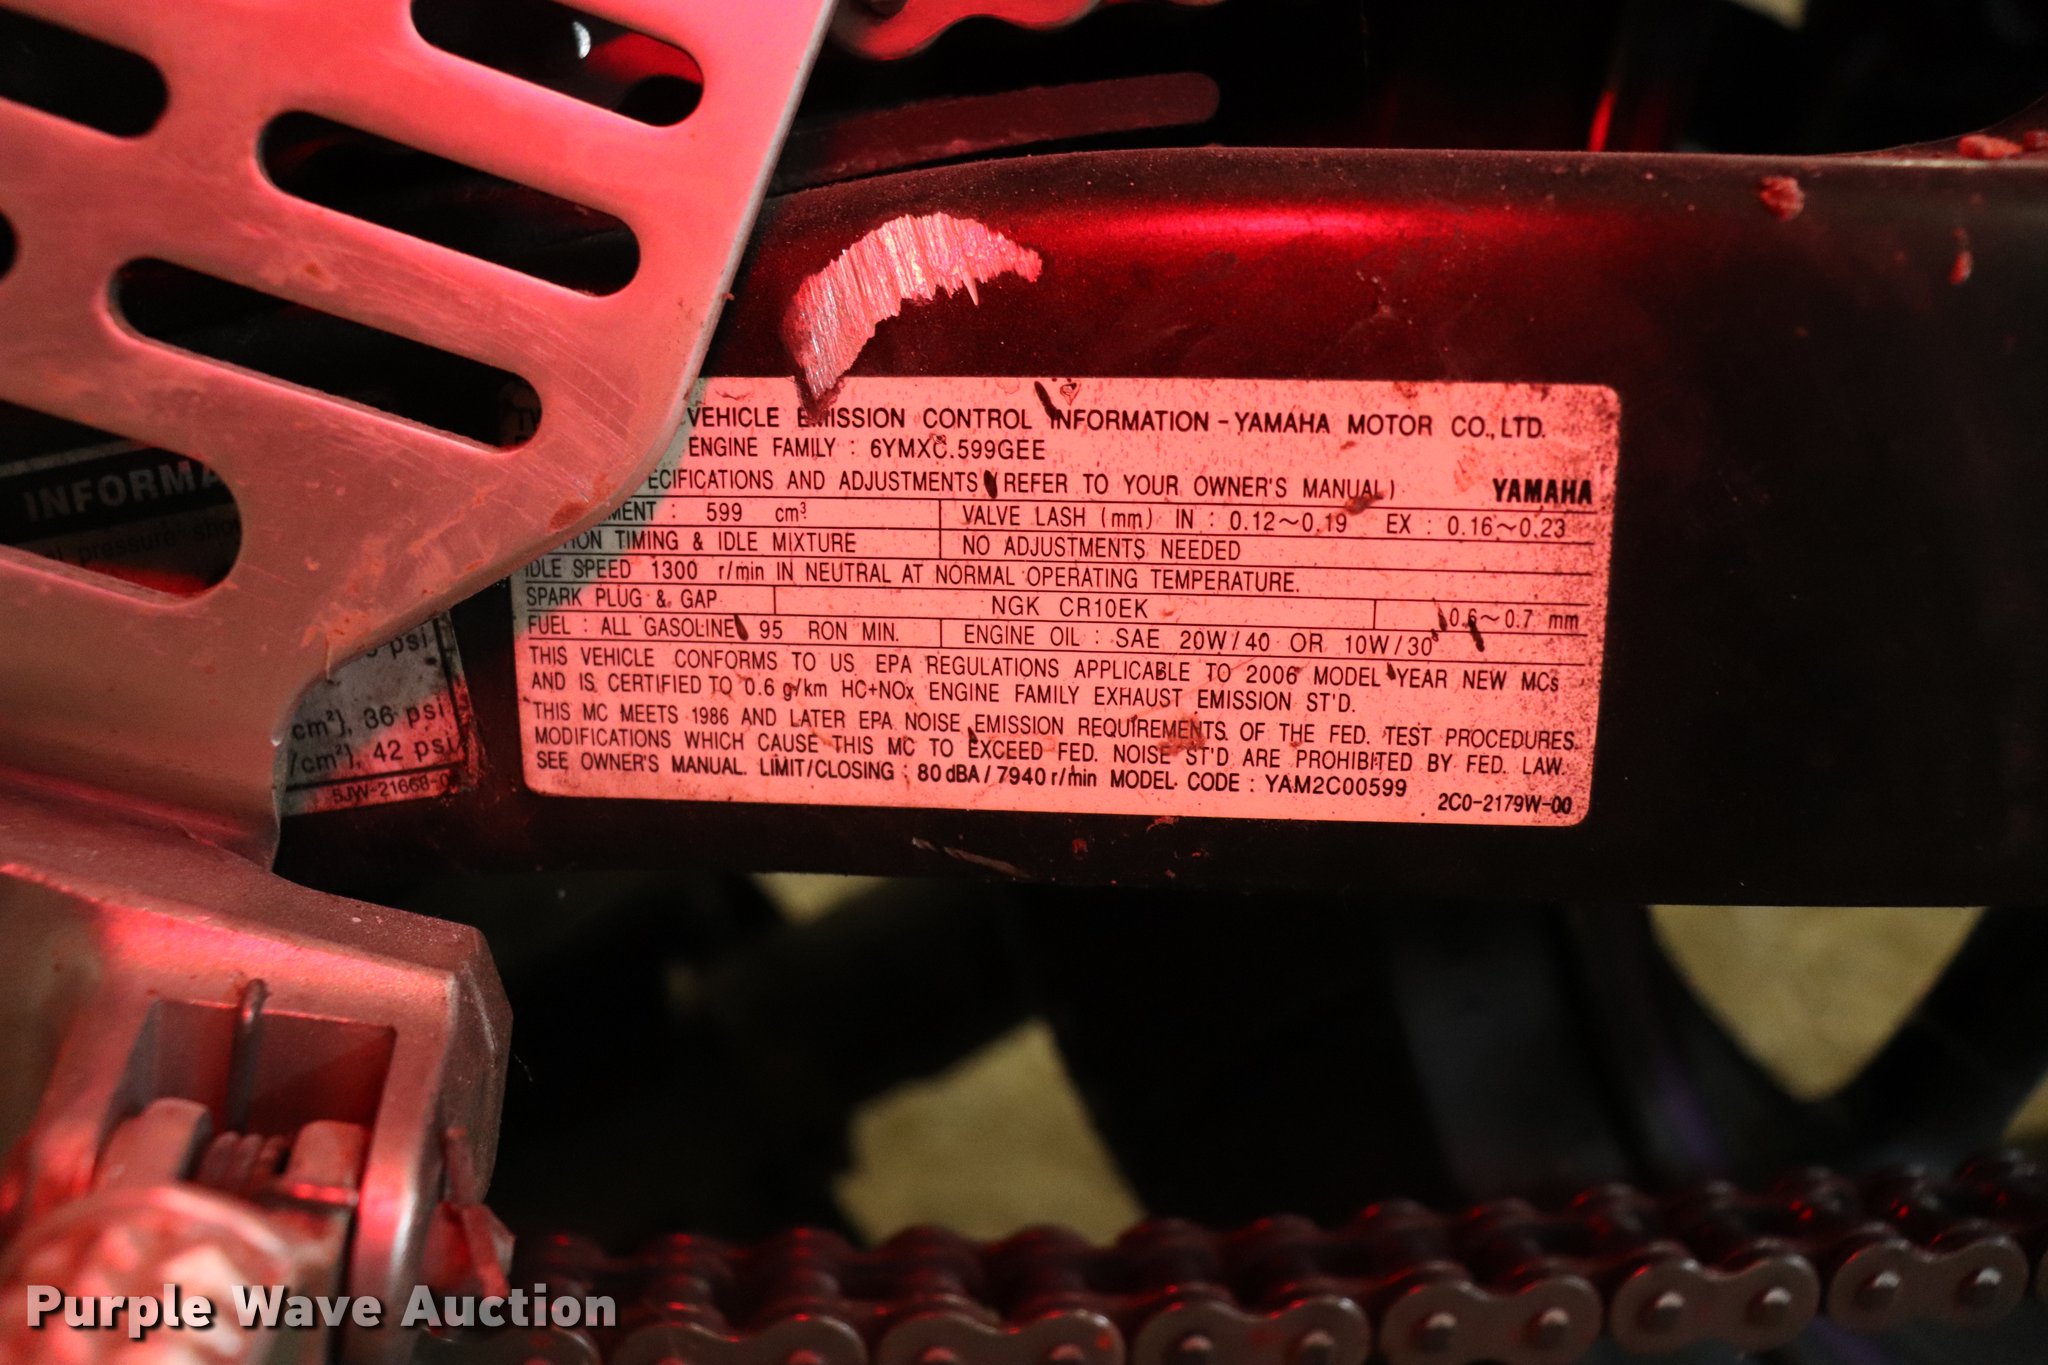 VEHICLE EMISSION CONTROL INFORMATION - YAMAHA MOTOR CO., LTD.
ENGINE FAMILY : 6YMXC.599GEE
ECIFICATIONS AND ADJUSTMENTS (REFER TO YOUR OWNER'S MANUAL) YAMAHA
MENT : 599 cm³ VALVE LASH (mm) IN : 0.12~0.19 EX : 0.16~0.23
TION TIMING & IDLE MIXTURE NO ADJUSTMENTS NEEDED
IDLE SPEED 1300 r/min IN NEUTRAL AT NORMAL OPERATING TEMPERATURE.
SPARK PLUG & GAP NGK CR10EK 0.6~0.7 mm
FUEL : ALL GASOLINE 95 RON MIN. ENGINE OIL : SAE 20W/40 OR 10W/30
THIS VEHICLE CONFORMS TO US EPA REGULATIONS APPLICABLE TO 2006 MODEL YEAR NEW MCs
AND IS CERTIFIED TO 0.6 g/km HC+NOx ENGINE FAMILY EXHAUST EMISSION ST'D.
THIS MC MEETS 1986 AND LATER EPA NOISE EMISSION REQUIREMENTS OF THE FED. TEST PROCEDURES.
MODIFICATIONS WHICH CAUSE THIS MC TO EXCEED FED. NOISE ST'D ARE PROHIBITED BY FED. LAW.
SEE OWNER'S MANUAL. LIMIT/CLOSING : 80 dBA / 7940 r/min MODEL CODE : YAM2C00599
2C0-2179W-00
INFORMA
pressure sho
psi
cm²), 36 psi
/cm²), 42 psi
5JW-21668-0
Purple Wave Auction